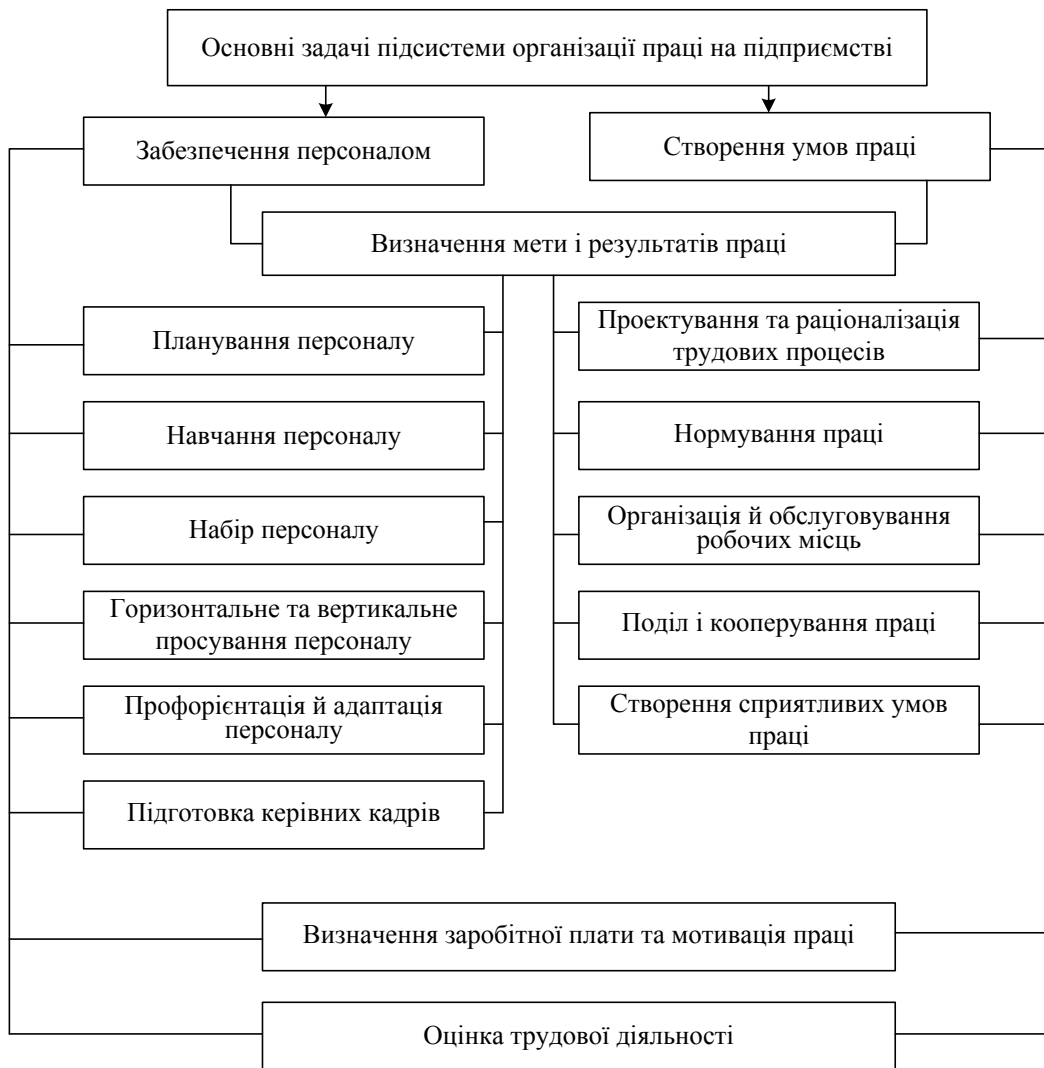 Основні задачі підсистеми організації праці на підприємстві
Забезпечення персоналом
Створення умов праці
Визначення мети і результатів праці
Планування персоналу
Проектування та раціоналізація
трудових процесів
Навчання персоналу
Нормування праці
Набір персоналу
Організація й обслуговування
робочих місць
Горизонтальне та вертикальне
просування персоналу
Поділ і кооперування праці
Профорієнтація й адаптація
персоналу
Створення сприятливих умов
праці
Підготовка керівних кадрів
Визначення заробітної плати та мотивація праці
Оцінка трудової діяльності